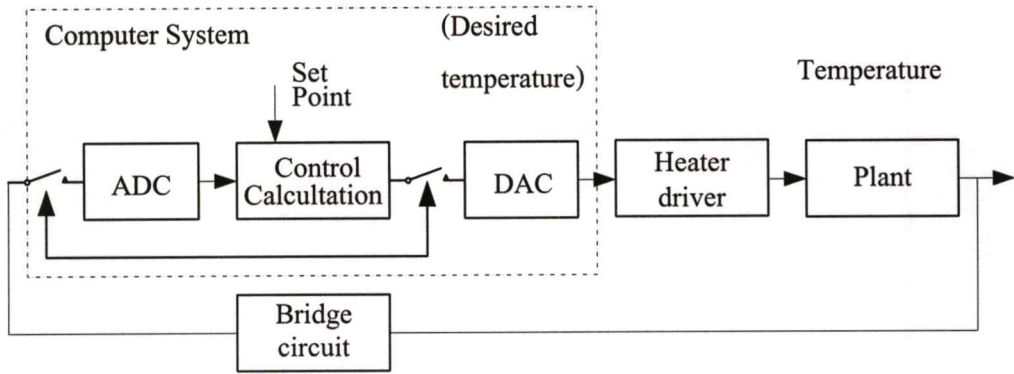 Computer System
(Desired
temperature)
Set
Point
Temperature
ADC
Control
Calcultation
DAC
Heater
driver
Plant
Bridge
circuit